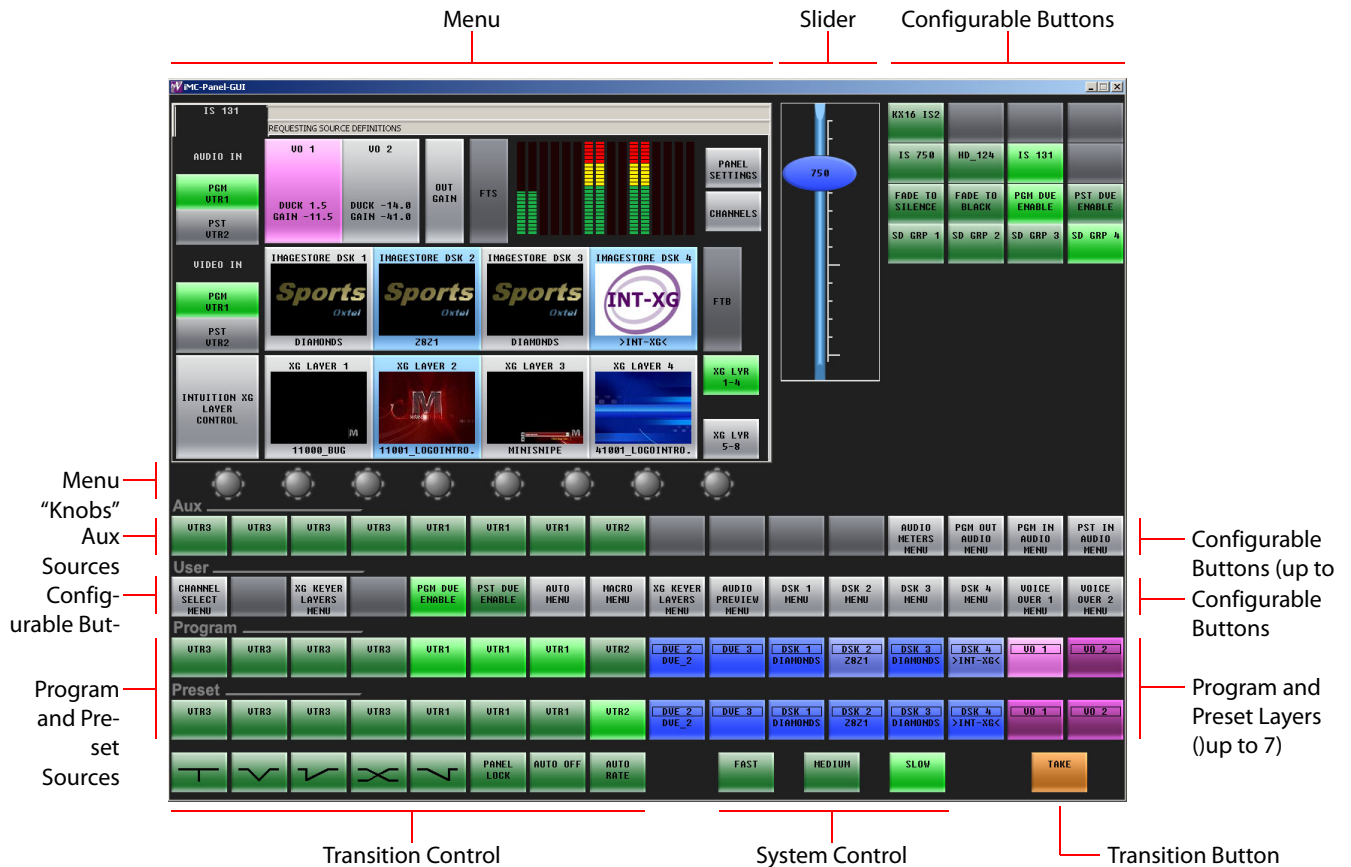 Menu
Slider
Configurable Buttons
iMC-Panel-GUI
IS 131
REQUESTING SOURCE DEFINITIONS
AUDIO IN
PGM
VTR1
PST
VTR2
VO 1
DUCK 1.5
GAIN -11.5
VO 2
DUCK -14.0
GAIN -41.0
OUT
GAIN
FTS
PANEL
SETTINGS
CHANNELS
VIDEO IN
PGM
VTR1
PST
VTR2
IMAGESTORE DSK 1
Sports
Oxtel
DIAMONDS
IMAGESTORE DSK 2
Sports
Oxtel
Z8Z1
IMAGESTORE DSK 3
Sports
Oxtel
DIAMONDS
IMAGESTORE DSK 4
INT-XG
>INT-XG<
FTB
INTUITION XG
LAYER
CONTROL
XG LAYER 1
M
11000_BUG
XG LAYER 2
M
11001_LOGOINTRO.
XG LAYER 3
M
MINISNIPE
XG LAYER 4
41001_LOGOINTRO.
XG LYR
1-4
XG LYR
5-8
750
KX16 IS2
IS 750
HD_124
IS 131
FADE TO
SILENCE
FADE TO
BLACK
PGM DVE
ENABLE
PST DVE
ENABLE
SD GRP 1
SD GRP 2
SD GRP 3
SD GRP 4
Menu
“Knobs”
Aux
Sources
Config-
urable But-
Program
and Pre-
set
Sources
Aux
VTR3
VTR3
VTR3
VTR3
VTR1
VTR1
VTR1
VTR2
AUDIO
METERS
MENU
PGM OUT
AUDIO
MENU
PGM IN
AUDIO
MENU
PST IN
AUDIO
MENU
User
CHANNEL
SELECT
MENU
XG KEYER
LAYERS
MENU
PGM DVE
ENABLE
PST DVE
ENABLE
AUTO
MENU
MACRO
MENU
XG KEYER
LAYERS
MENU
AUDIO
PREVIEW
MENU
DSK 1
MENU
DSK 2
MENU
DSK 3
MENU
DSK 4
MENU
VOICE
OVER 1
MENU
VOICE
OVER 2
MENU
Program
VTR3
VTR3
VTR3
VTR3
VTR1
VTR1
VTR1
VTR2
DVE 2
DVE_2
DVE 3
DSK 1
DIAMONDS
DSK 2
Z8Z1
DSK 3
DIAMONDS
DSK 4
>INT-XG<
VO 1
VO 2
Preset
VTR3
VTR3
VTR3
VTR3
VTR1
VTR1
VTR1
VTR2
DVE 2
DVE_2
DVE 3
DSK 1
DIAMONDS
DSK 2
Z8Z1
DSK 3
DIAMONDS
DSK 4
>INT-XG<
VO 1
VO 2
PANEL
LOCK
AUTO OFF
AUTO
RATE
FAST
MEDIUM
SLOW
TAKE
Configurable
Buttons (up to
Configurable
Buttons
Program and
Preset Layers
()up to 7)
Transition Control
System Control
Transition Button